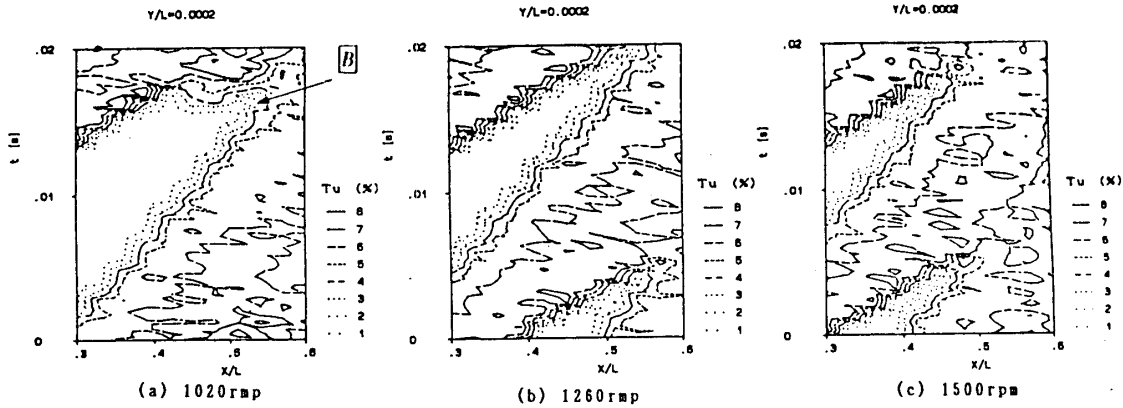 Y/L=0.0002
.02
t [s]
.01
0
.3
.4
.5
.6
X/L
B
Tu (%)
8
7
6
5
4
3
2
1
(a) 1020rmp
Y/L=0.0002
.02
t [s]
.01
0
.3
.4
.5
.6
X/L
Tu (%)
8
7
6
5
4
3
2
1
(b) 1260rmp
Y/L=0.0002
.02
t [s]
.01
0
.3
.4
.5
.6
X/L
Tu (%)
8
7
6
5
4
3
2
1
(c) 1500rpm